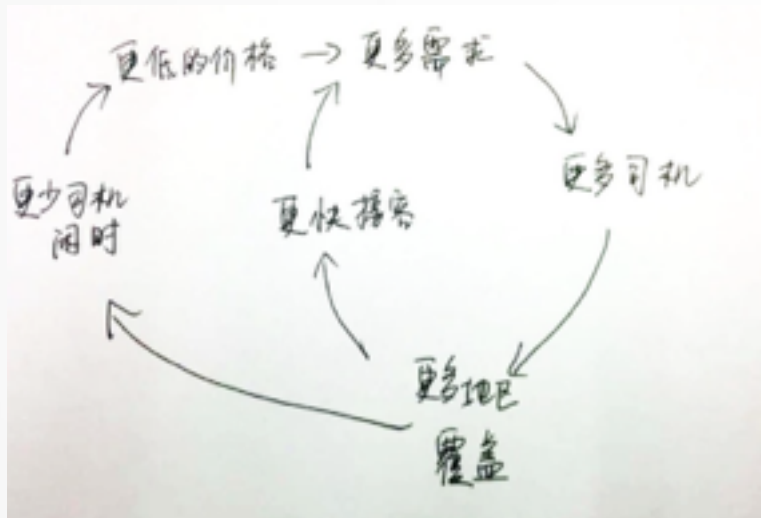 更低的价格 → 更多需求
更多司机
更少司机
闲时
更快接客
更多地区
覆盖